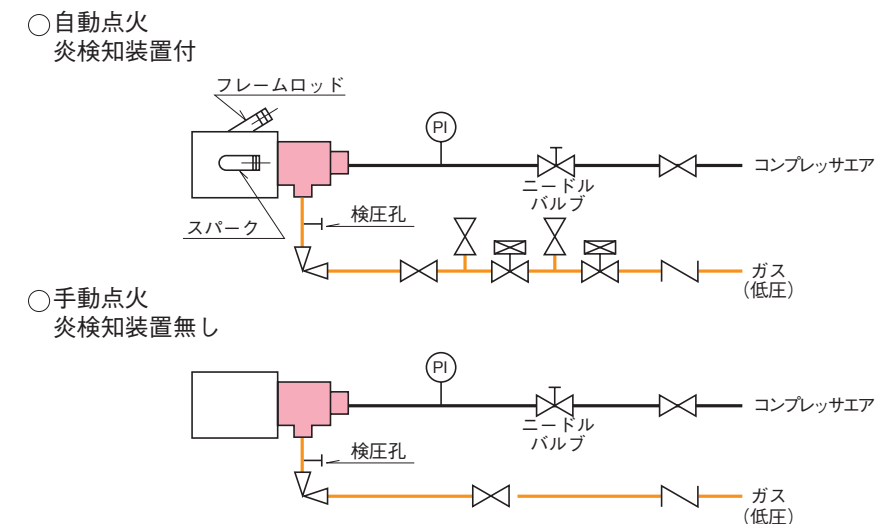 ○自動点火
炎検知装置付
フレームロッド
PI
コンプレッサエア
ニードル
バルブ
スパーク
検圧孔
ガス
(低圧)
○手動点火
炎検知装置無し
PI
コンプレッサエア
ニードル
バルブ
検圧孔
ガス
(低圧)